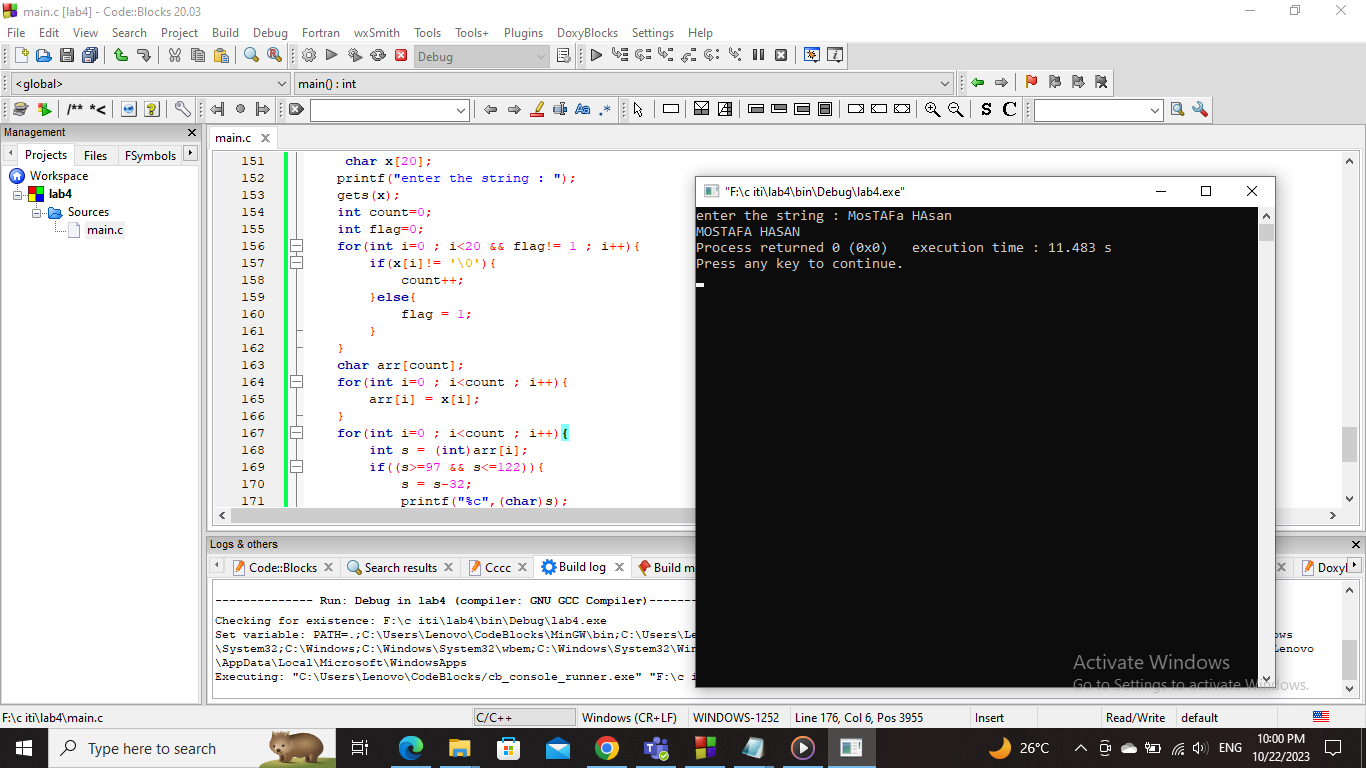 main.c [lab4] - Code::Blocks 20.03
File Edit View Search Project Build Debug Fortran wxSmith Tools Tools+ Plugins DoxyBlocks Settings Help
Debug
<global> main() : int
/** *<
Aa .* S C
Management
Projects Files FSymbols
Workspace
lab4
Sources
main.c
main.c
151 char x[20];
152 printf("enter the string : ");
153 gets(x);
154 int count=0;
155 int flag=0;
156 for(int i=0 ; i<20 && flag!= 1 ; i++){
157 if(x[i]!= '\0'){
158 count++;
159 }else{
160 flag = 1;
161 }
162 }
163 char arr[count];
164 for(int i=0 ; i<count ; i++){
165 arr[i] = x[i];
166 }
167 for(int i=0 ; i<count ; i++){
168 int s = (int)arr[i];
169 if((s>=97 && s<=122)){
170 s = s-32;
171 printf("%c",(char)s);
"F:\c iti\lab4\bin\Debug\lab4.exe"
enter the string : MosTAFa HAsan
MOSTAFA HASAN
Process returned 0 (0x0)   execution time : 11.483 s
Press any key to continue.
Logs & others
Code::Blocks Search results Cccc Build log Build m Doxyl
-------------- Run: Debug in lab4 (compiler: GNU GCC Compiler)-------
Checking for existence: F:\c iti\lab4\bin\Debug\lab4.exe
Set variable: PATH=.;C:\Users\Lenovo\CodeBlocks\MinGW\bin;C:\Users\Le ws
\System32;C:\Windows;C:\Windows\System32\wbem;C:\Windows\System32\Win Lenovo
\AppData\Local\Microsoft\WindowsApps
Executing: "C:\Users\Lenovo\CodeBlocks/cb_console_runner.exe" "F:\c i
Activate Windows
Go to Settings to activate Windows.
F:\c iti\lab4\main.c C/C++ Windows (CR+LF) WINDOWS-1252 Line 176, Col 6, Pos 3955 Insert Read/Write default
Type here to search 26°C ENG 10:00 PM
10/22/2023